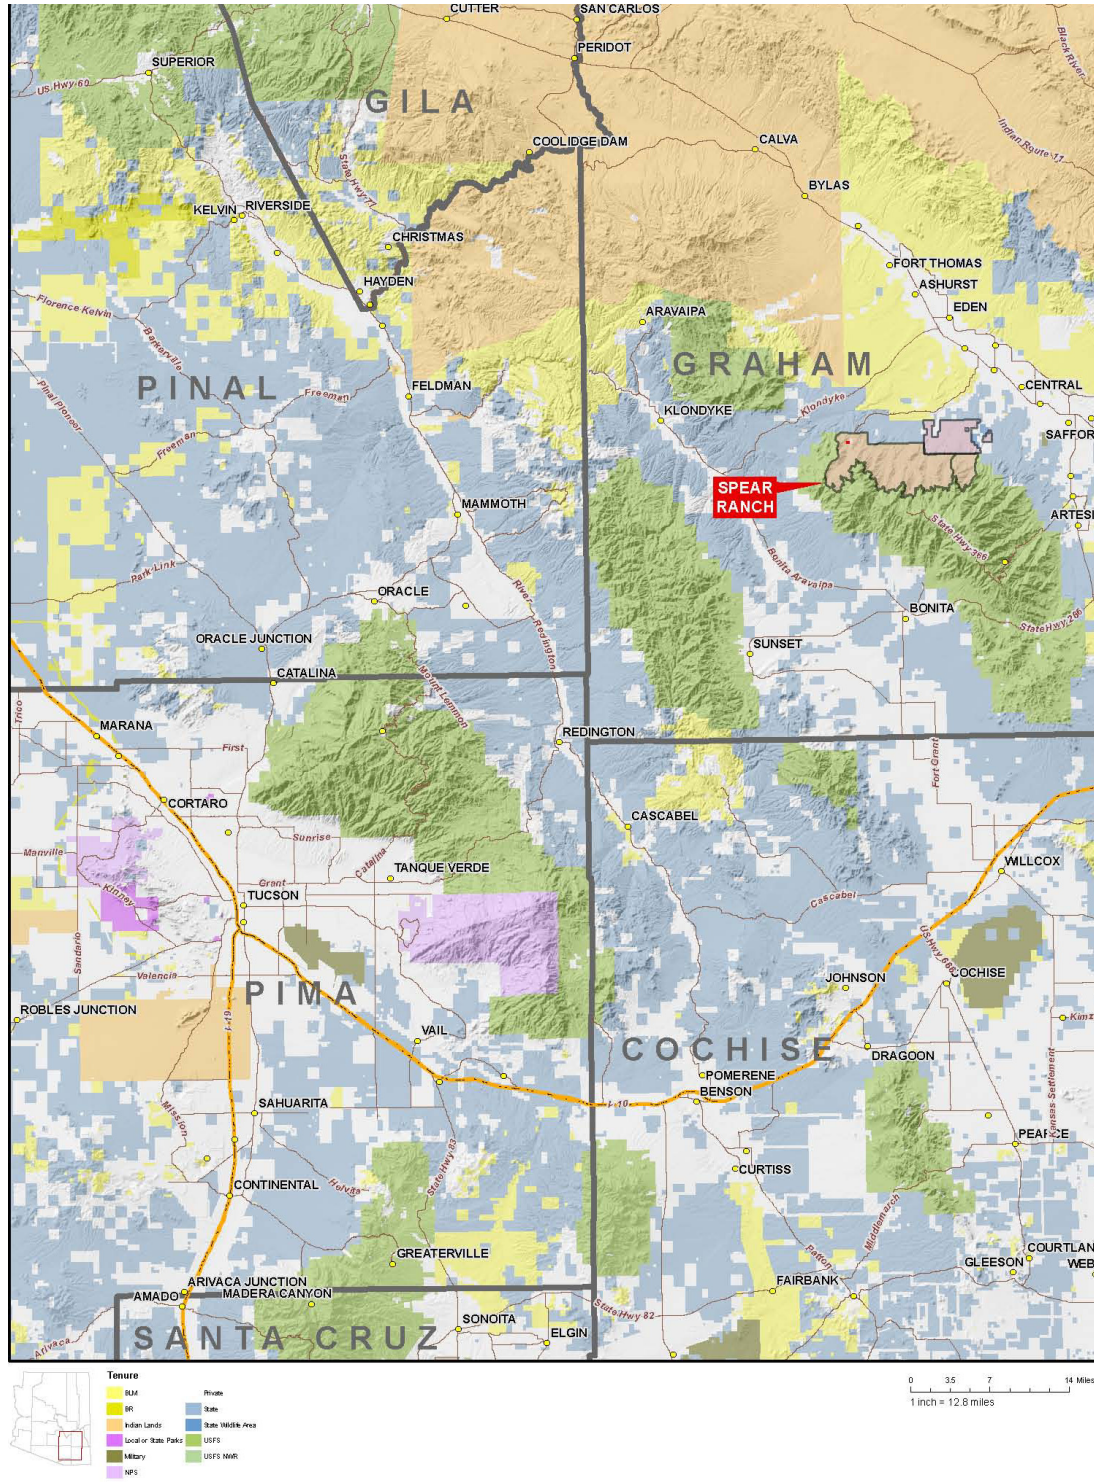 CUTTER
SAN CARLOS
PERIDOT
SUPERIOR
US Hwy 60
Black River
GILA
COOLIDGE DAM
CALVA
Indian Route 11
State Hwy 77
BYLAS
KELVIN
RIVERSIDE
CHRISTMAS
FORT THOMAS
HAYDEN
ASHURST
EDEN
Florence Kelvin
Barkerville
ARAVAIPA
GRAHAM
PINAL
Pinal Pioneer
Freeman
FELDMAN
Klondyke
CENTRAL
KLONDYKE
Freeman
SAFFOR
SPEAR
RANCH
MAMMOTH
ARTESI
State Hwy 366
Park Link
Bonita Aravaipa
ORACLE
River
Redington
BONITA
State Hwy 266
ORACLE JUNCTION
SUNSET
CATALINA
Mount Lemmon
Trico
MARANA
First
REDINGTON
Fort Grant
CORTARO
CASCABEL
Sunrise
Manville
Catalina
TANQUE VERDE
WILLCOX
Kinney
Grant
TUCSON
Cascabel
Sandario
US Hwy 666
Valencia
JOHNSON
COCHISE
PIMA
ROBLES JUNCTION
I-19
VAIL
COCHISE
DRAGOON
POMERENE
BENSON
I-10
Kansas Settlement
Mission
SAHUARITA
State Hwy 83
PEARCE
CURTISS
Helvita
CONTINENTAL
Middlemarch
GREATERVILLE
Patton
COURTLAN
GLEESON
WEB
ARIVACA JUNCTION
MADERA CANYON
AMADO
FAIRBANK
SONOITA
State Hwy 82
SANTA CRUZ
ELGIN
Arivaca
Tenure
BLM
BR
Indian Lands
Local or State Parks
Military
NPS
Private
State
State Wildlife Area
USFS
USFS NWR
0 3.5 7 14 Miles
1 inch = 12.8 miles